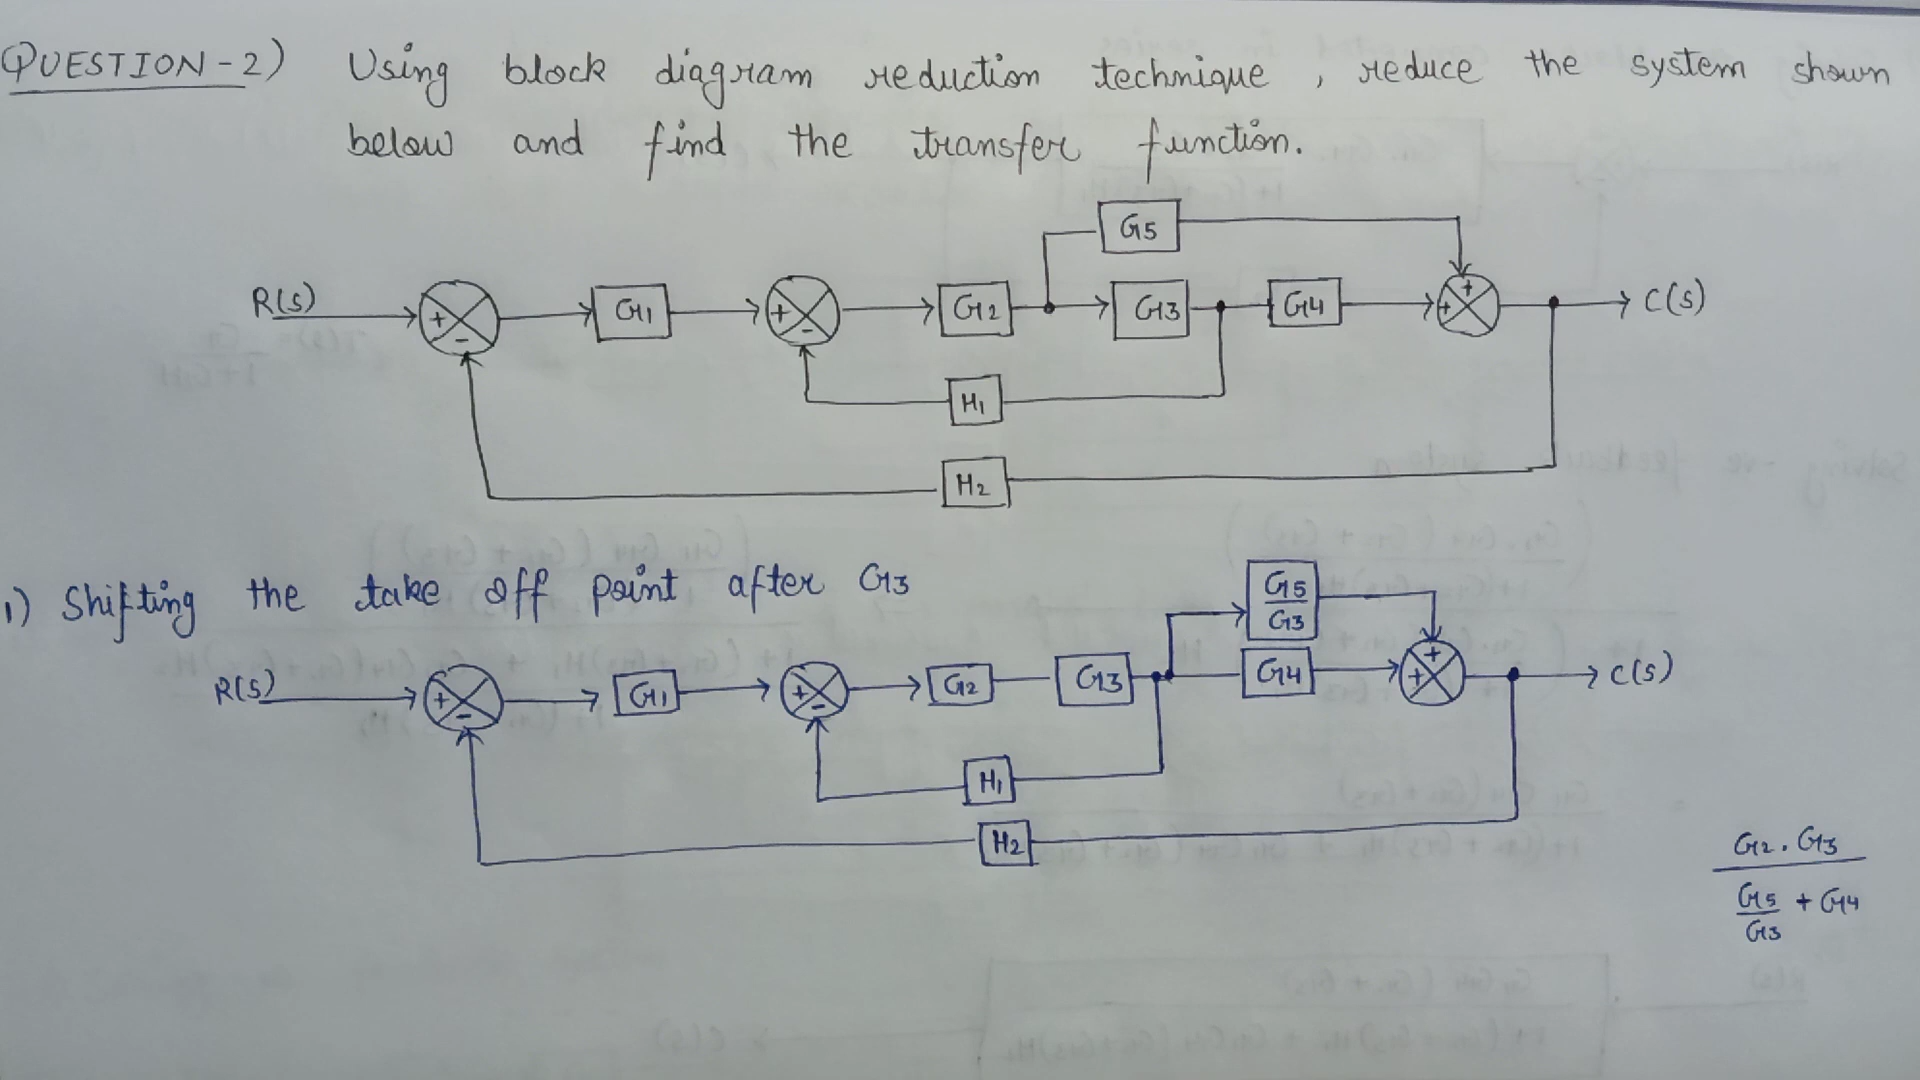 QUESTION-2) Using block diagram reduction technique, reduce the system shown
below and find the transfer function.
G5
R(s) + - G1 + - G2 G3 G4 + + C(s)
H1
H2
1) Shifting the take off point after G3
G5
G3
R(s) + - G1 + - G2 G3 G4 + + C(s)
H1
H2
G2.G3
G5 + G4
G3